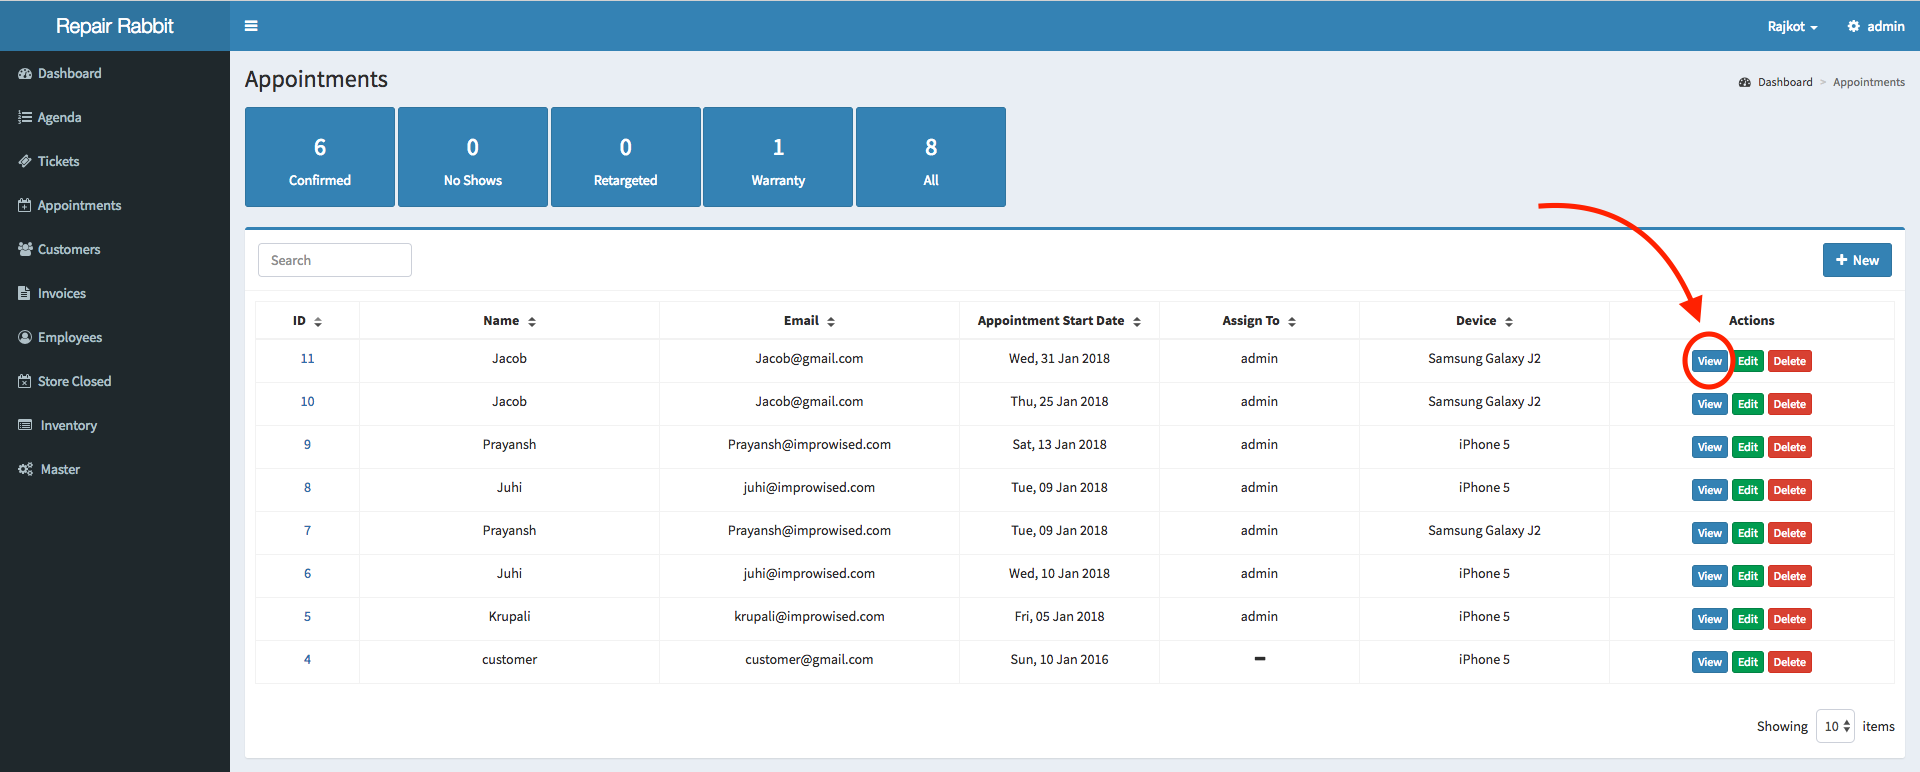 Repair Rabbit
Rajkot
admin
Dashboard
Agenda
Tickets
Appointments
Customers
Invoices
Employees
Store Closed
Inventory
Master
Appointments
Dashboard > Appointments
6
Confirmed
0
No Shows
0
Retargeted
1
Warranty
8
All
Search
+ New
ID Name Email Appointment Start Date Assign To Device Actions
11 Jacob Jacob@gmail.com Wed, 31 Jan 2018 admin Samsung Galaxy J2 View Edit Delete
10 Jacob Jacob@gmail.com Thu, 25 Jan 2018 admin Samsung Galaxy J2 View Edit Delete
9 Prayansh Prayansh@improwised.com Sat, 13 Jan 2018 admin iPhone 5 View Edit Delete
8 Juhi juhi@improwised.com Tue, 09 Jan 2018 admin iPhone 5 View Edit Delete
7 Prayansh Prayansh@improwised.com Tue, 09 Jan 2018 admin Samsung Galaxy J2 View Edit Delete
6 Juhi juhi@improwised.com Wed, 10 Jan 2018 admin iPhone 5 View Edit Delete
5 Krupali krupali@improwised.com Fri, 05 Jan 2018 admin iPhone 5 View Edit Delete
4 customer customer@gmail.com Sun, 10 Jan 2016 – iPhone 5 View Edit Delete
Showing 10 items